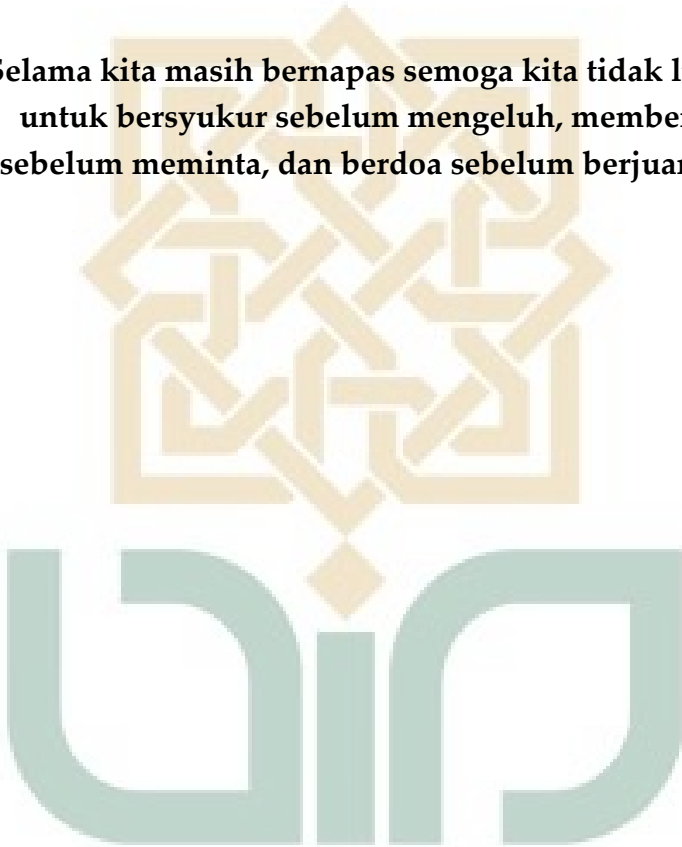 Selama kita masih bernapas semoga kita tidak
untuk bersyukur sebelum mengeluh,
sebelum meminta, dan berdoa sebelum